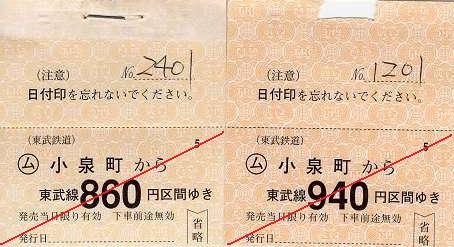 (注意) No. 2401
日付印を忘れないでください。
5
(東武鉄道)
ム 小泉町から
東武線860円区間ゆき
発売当日限り有効 下車前途無効
発行日
省略
(注意) No. 1201
日付印を忘れないでください。
5
(東武鉄道)
ム 小泉町から
東武線940円区間ゆき
発売当日限り有効 下車前途無効
発行日
省略